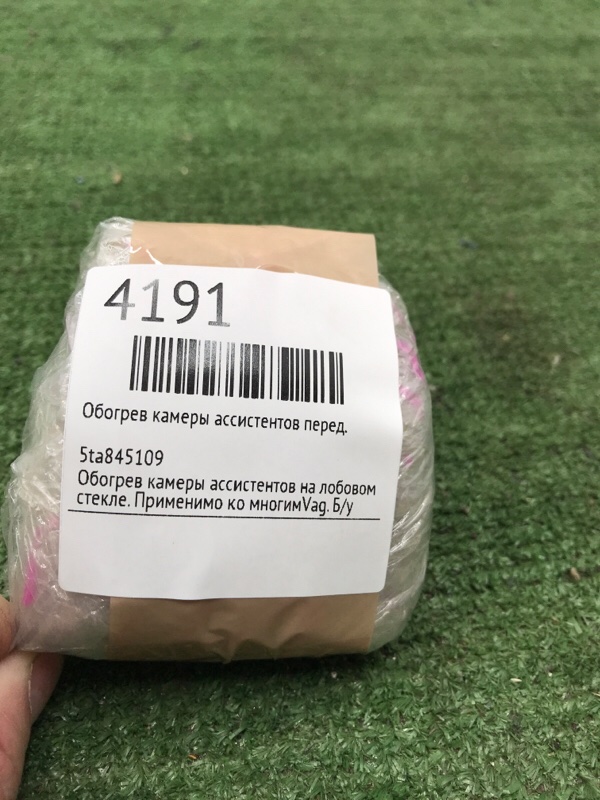 4191
Обогрев камеры ассистентов перед.
5ta845109
Обогрев камеры ассистентов на лобовом
стекле. Применимо ко многимVag. Б/у